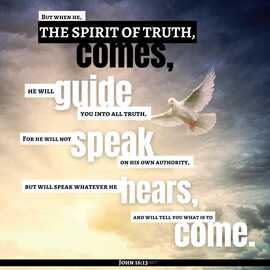 BUT WHEN HE,
THE SPIRIT OF TRUTH,
comes,
HE WILL guide
YOU INTO ALL TRUTH.
FOR HE WILL NOT speak
ON HIS OWN AUTHORITY,
BUT WILL SPEAK WHATEVER HE hears,
AND WILL TELL YOU WHAT IS TO
come.
JOHN 16:13